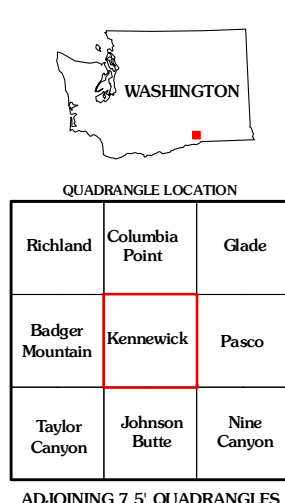 WASHINGTON
QUADRANGLE LOCATION
Richland
Columbia
Point
Glade
Badger
Mountain
Kennewick
Pasco
Taylor
Canyon
Johnson
Butte
Nine
Canyon
ADJOINING 7.5' QUADRANGLES